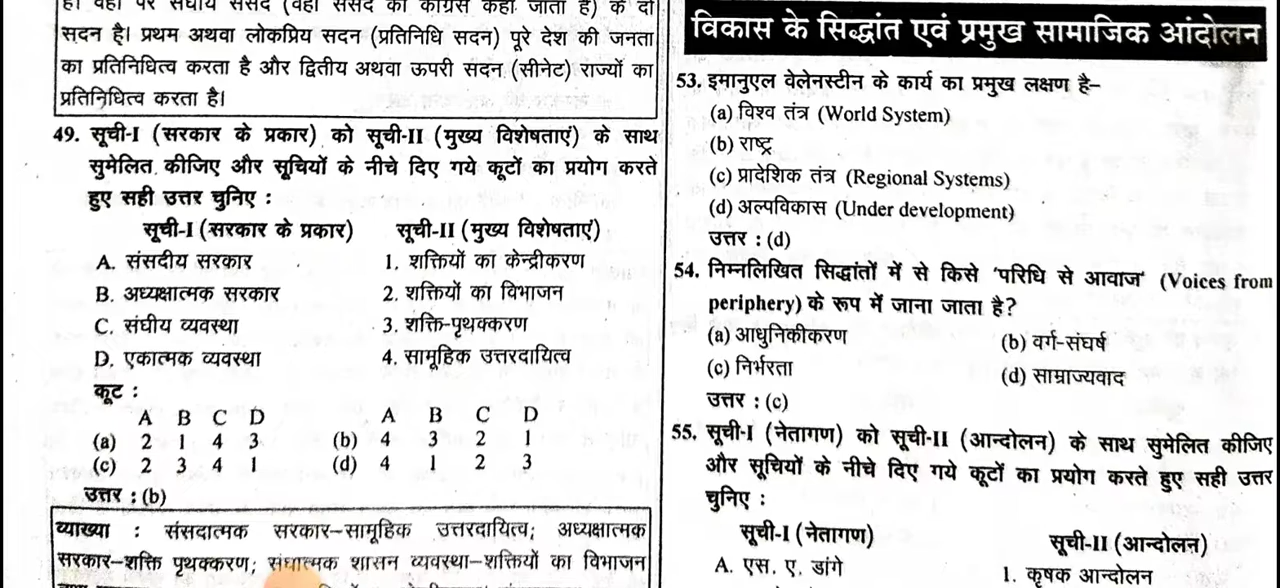 है। वहां पर संघीय संसद (वहां संसद को कांग्रेस कहा जाता है) के दो
सदन है। प्रथम अथवा लोकप्रिय सदन (प्रतिनिधि सदन) पूरे देश की जनता
का प्रतिनिधित्व करता है और द्वितीय अथवा ऊपरी सदन (सीनेट) राज्यों का
प्रतिनिधित्व करता है।
49. सूची-I (सरकार के प्रकार) को सूची-II (मुख्य विशेषताएं) के साथ
सुमेलित कीजिए और सूचियों के नीचे दिए गये कूटों का प्रयोग करते
हुए सही उत्तर चुनिए :
सूची-I (सरकार के प्रकार) सूची-II (मुख्य विशेषताएं)
A. संसदीय सरकार 1. शक्तियों का केन्द्रीकरण
B. अध्यक्षात्मक सरकार 2. शक्तियों का विभाजन
C. संघीय व्यवस्था 3. शक्ति-पृथक्करण
D. एकात्मक व्यवस्था 4. सामूहिक उत्तरदायित्व
कूट :
A B C D A B C D
(a) 2 1 4 3 (b) 4 3 2 1
(c) 2 3 4 1 (d) 4 1 2 3
उत्तर : (b)
व्याख्या : संसदात्मक सरकार–सामूहिक उत्तरदायित्व; अध्यक्षात्मक
सरकार–शक्ति पृथक्करण; संघात्मक शासन व्यवस्था–शक्तियों का विभाजन
विकास के सिद्धांत एवं प्रमुख सामाजिक आंदोलन
53. इमानुएल वेलेनस्टीन के कार्य का प्रमुख लक्षण है–
(a) विश्व तंत्र (World System)
(b) राष्ट्र
(c) प्रादेशिक तंत्र (Regional Systems)
(d) अल्पविकास (Under development)
उत्तर : (d)
54. निम्नलिखित सिद्धांतों में से किसे 'परिधि से आवाज' (Voices from
periphery) के रूप में जाना जाता है?
(a) आधुनिकीकरण (b) वर्ग-संघर्ष
(c) निर्भरता (d) साम्राज्यवाद
उत्तर : (c)
55. सूची-I (नेतागण) को सूची-II (आन्दोलन) के साथ सुमेलित कीजिए
और सूचियों के नीचे दिए गये कूटों का प्रयोग करते हुए सही उत्तर
चुनिए :
सूची-I (नेतागण) सूची-II (आन्दोलन)
A. एस. ए. डांगे 1. कृषक आन्दोलन